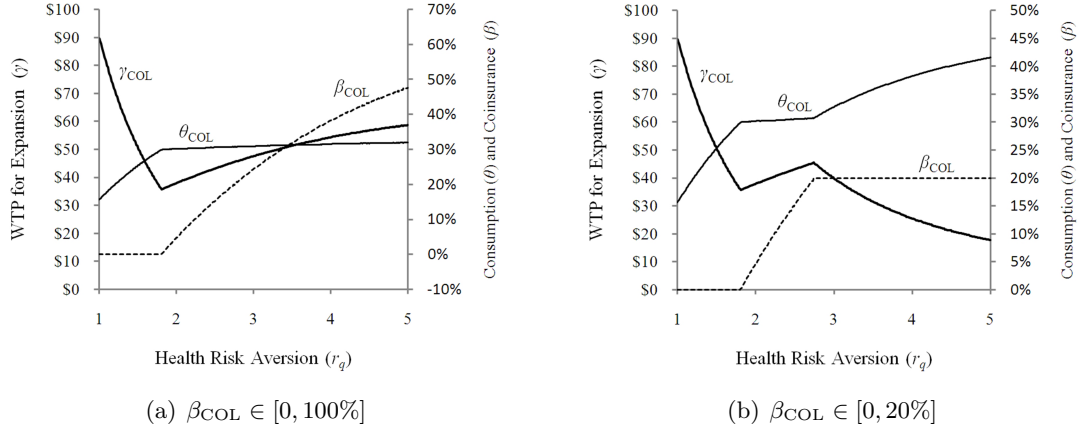 $100
$90
$80
$70
$60
$50
$40
$30
$20
$10
$0
WTP for Expansion (γ)
70%
60%
50%
40%
30%
20%
10%
0%
-10%
Consumption (θ) and Coinsurance (β)
γCOL
θCOL
βCOL
1 2 3 4 5
Health Risk Aversion (rq)
(a) βCOL ∈ [0, 100%]
$100
$90
$80
$70
$60
$50
$40
$30
$20
$10
$0
WTP for Expansion (γ)
50%
45%
40%
35%
30%
25%
20%
15%
10%
5%
0%
Consumption (θ) and Coinsurance (β)
γCOL
θCOL
βCOL
1 2 3 4 5
Health Risk Aversion (rq)
(b) βCOL ∈ [0, 20%]